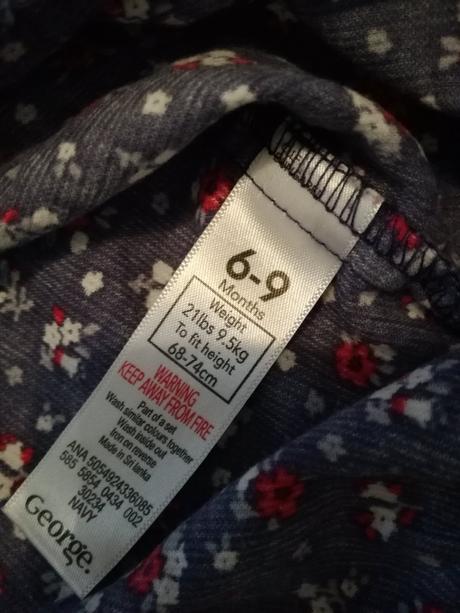 6-9
Months
Weight
21lbs 9.5kg
To fit height
68-74cm
WARNING
KEEP AWAY FROM FIRE
Part of a set
Wash similar colours together
Wash inside out
Iron on reverse
Made in Sri lanka
ANA 5054924336085
585 5854 0434 002
30234
NAVY
George.